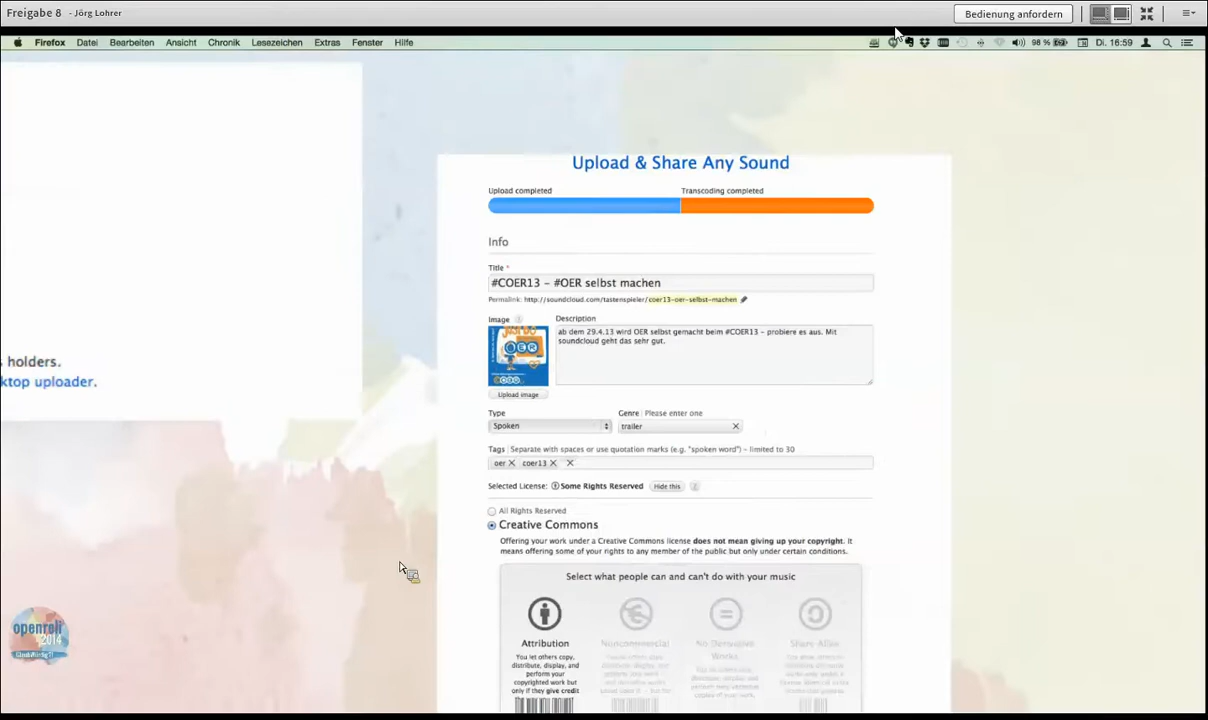 Freigabe 8 - Jörg Lohrer
Bedienung anfordern
Firefox Datei Bearbeiten Ansicht Chronik Lesezeichen Extras Fenster Hilfe
98 % Di. 16:59
Upload & Share Any Sound
Upload completed Transcoding completed
Info
Title *
#COER13 – #OER selbst machen
Permalink: http://soundcloud.com/tastenspieler/coer13-oer-selbst-machen
Image Description
ab dem 29.4.13 wird OER selbst gemacht beim #COER13 – probiere es aus. Mit
soundcloud geht das sehr gut.
OER
Upload image
s holders.
ktop uploader.
Type Genre Please enter one
Spoken trailer
Tags Separate with spaces or use quotation marks (e.g. "spoken word") – limited to 30
oer coer13
Selected License: Some Rights Reserved Hide this
All Rights Reserved
Creative Commons
Offering your work under a Creative Commons license does not mean giving up your copyright. It
means offering some of your rights to any member of the public but only under certain conditions.
Select what people can and can't do with your music
Attribution Noncommercial No Derivative Works Share-Alike
You let others copy,
distribute, display, and
perform your
copyrighted work but
only if they give credit
openreli
2014